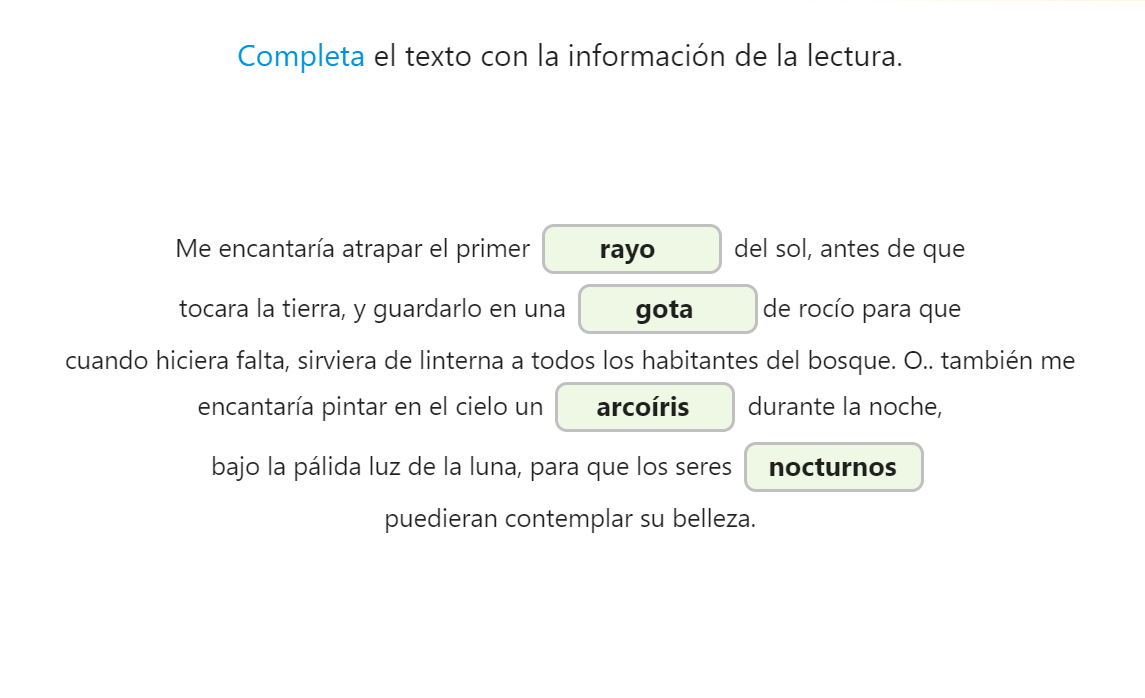 Completa el texto con la información de la lectura.
Me encantaría atrapar el primer rayo del sol, antes de que
tocara la tierra, y guardarlo en una gota de rocío para que
cuando hiciera falta, sirviera de linterna a todos los habitantes del bosque. O.. también me
encantaría pintar en el cielo un arcoíris durante la noche,
bajo la pálida luz de la luna, para que los seres nocturnos
puedieran contemplar su belleza.